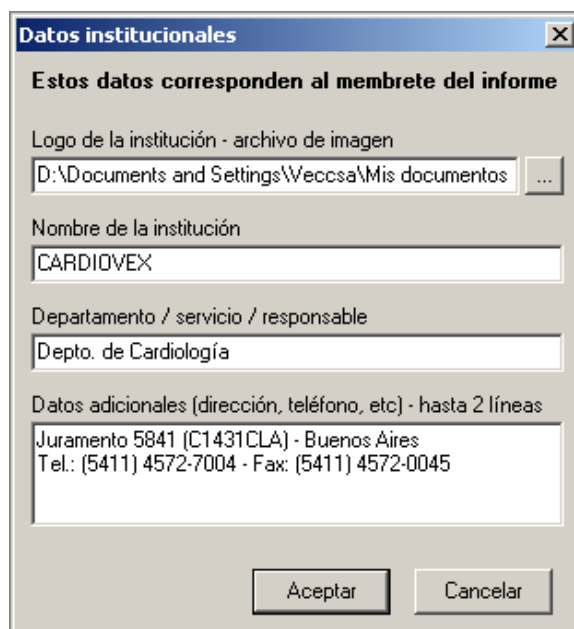 Datos institucionales
Estos datos corresponden al membrete del informe
Logo de la institución - archivo de imagen
D:\Documents and Settings\Veccsa\Mis documentos
...
Nombre de la institución
CARDIOVEX
Departamento / servicio / responsable
Depto. de Cardiología
Datos adicionales (dirección, teléfono, etc) - hasta 2 líneas
Juramento 5841 (C1431CLA) - Buenos Aires
Tel.: (5411) 4572-7004 - Fax: (5411) 4572-0045
Aceptar Cancelar